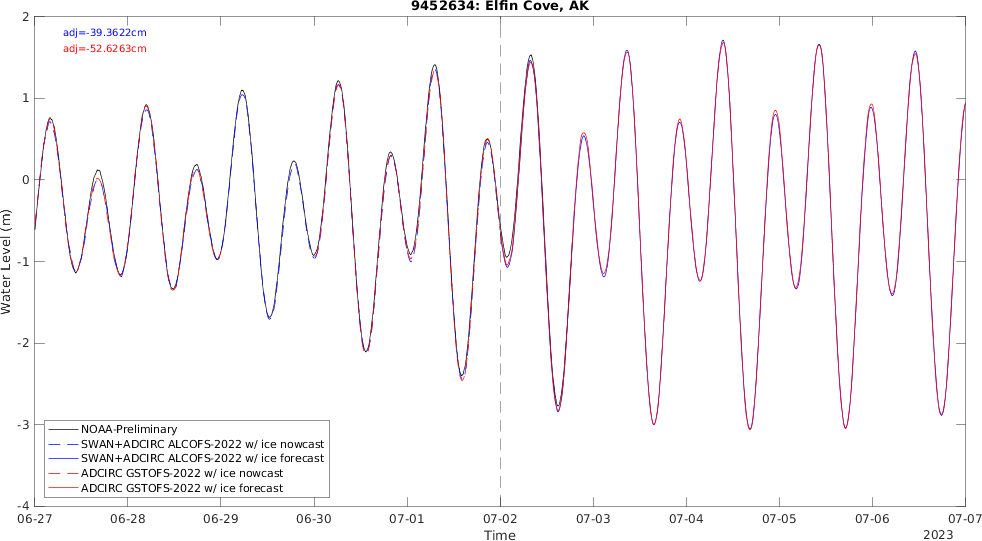 9452634: Elfin Cove, AK
adj=-39.3622cm
adj=-52.6263cm
2
1
0
-1
-2
-3
-4
Water Level (m)
NOAA-Preliminary
SWAN+ADCIRC ALCOFS-2022 w/ ice nowcast
SWAN+ADCIRC ALCOFS-2022 w/ ice forecast
ADCIRC GSTOFS-2022 w/ ice nowcast
ADCIRC GSTOFS-2022 w/ ice forecast
06-27 06-28 06-29 06-30 07-01 07-02 07-03 07-04 07-05 07-06 07-07
Time
2023